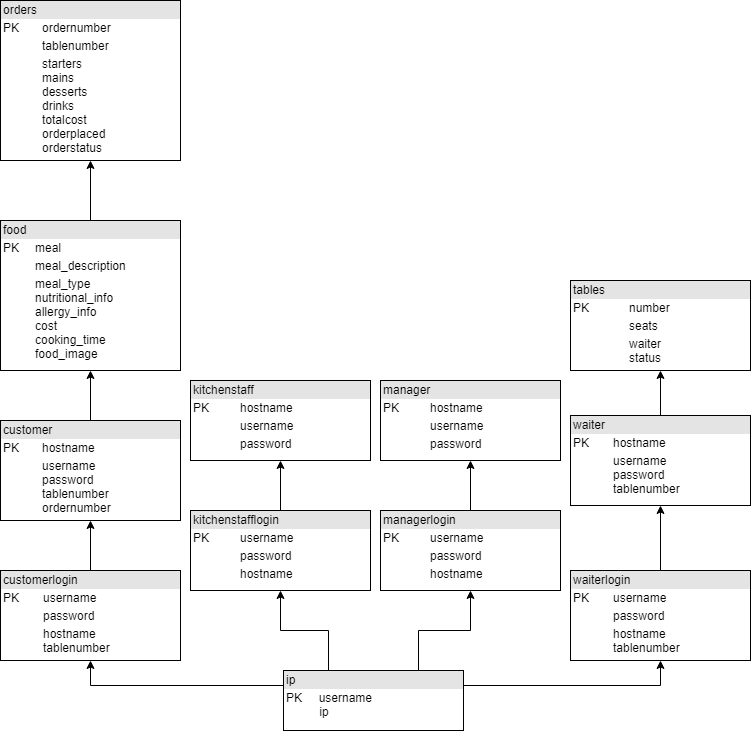 orders
PK ordernumber
tablenumber
starters
mains
desserts
drinks
totalcost
orderplaced
orderstatus
food
PK meal
meal_description
meal_type
nutritional_info
allergy_info
cost
cooking_time
food_image
tables
PK number
seats
waiter
status
customer
PK hostname
username
password
tablenumber
ordernumber
kitchenstaff
PK hostname
username
password
manager
PK hostname
username
password
waiter
PK hostname
username
password
tablenumber
customerlogin
PK username
password
hostname
tablenumber
kitchenstafflogin
PK username
password
hostname
managerlogin
PK username
password
hostname
waiterlogin
PK username
password
hostname
tablenumber
ip
PK username
ip